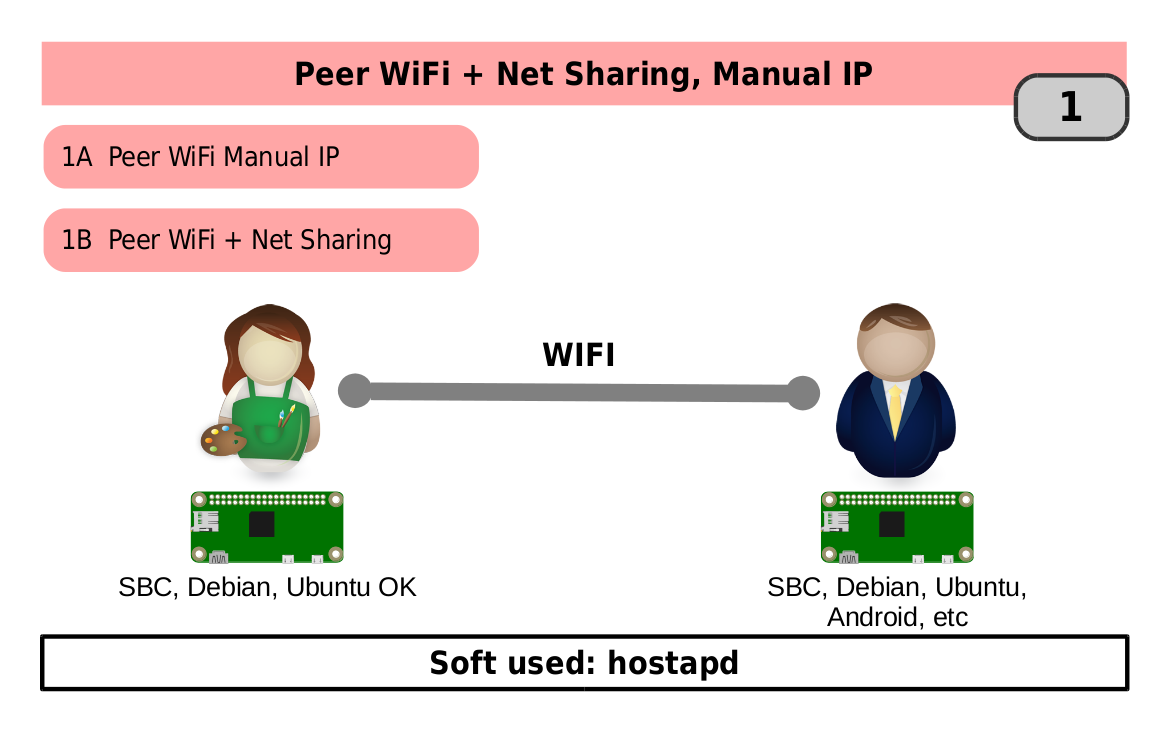 Peer WiFi + Net Sharing, Manual IP
1
1A Peer WiFi Manual IP
1B Peer WiFi + Net Sharing
WIFI
SBC, Debian, Ubuntu OK
SBC, Debian, Ubuntu,
Android, etc
Soft used: hostapd